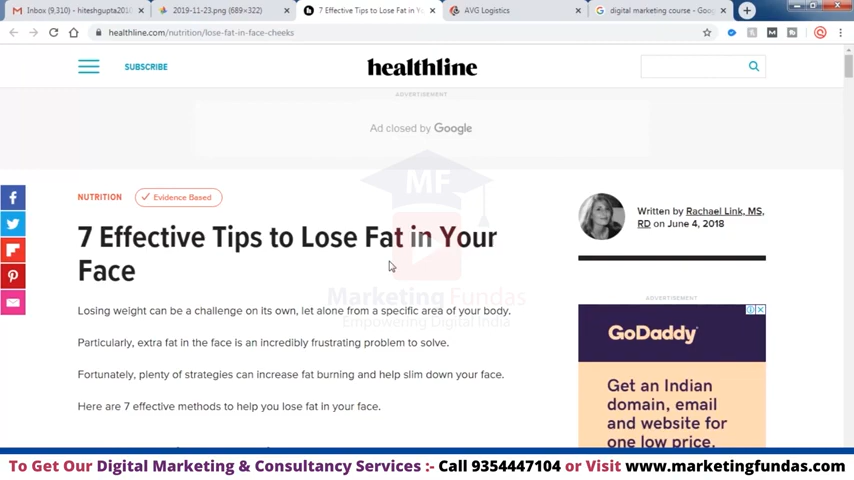 Inbox (9,310) - hiteshgupta201
2019-11-23.png (689×322)
7 Effective Tips to Lose Fat in Yo
AVG Logistics
digital marketing course - Goog
healthline.com/nutrition/lose-fat-in-face-cheeks
SUBSCRIBE
healthline
ADVERTISEMENT
Ad closed by Google
MF
NUTRITION
Evidence Based
7 Effective Tips to Lose Fat in Your
Face
Written by Rachael Link, MS,
RD on June 4, 2018
Marketing Fundas
Empowering Digital India
Losing weight can be a challenge on its own, let alone from a specific area of your body.
Particularly, extra fat in the face is an incredibly frustrating problem to solve.
Fortunately, plenty of strategies can increase fat burning and help slim down your face.
Here are 7 effective methods to help you lose fat in your face.
ADVERTISEMENT
GoDaddy
Get an Indian
domain, email
and website for
one low price.
To Get Our Digital Marketing & Consultancy Services :- Call 9354447104 or Visit www.marketingfundas.com